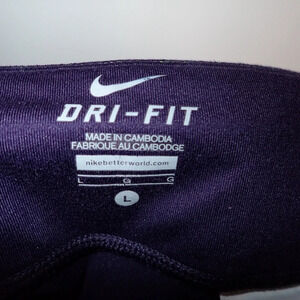 DRI-FIT
MADE IN CAMBODIA
FABRIQUE AU CAMBODGE
nikebetterworld.com
L G G
L